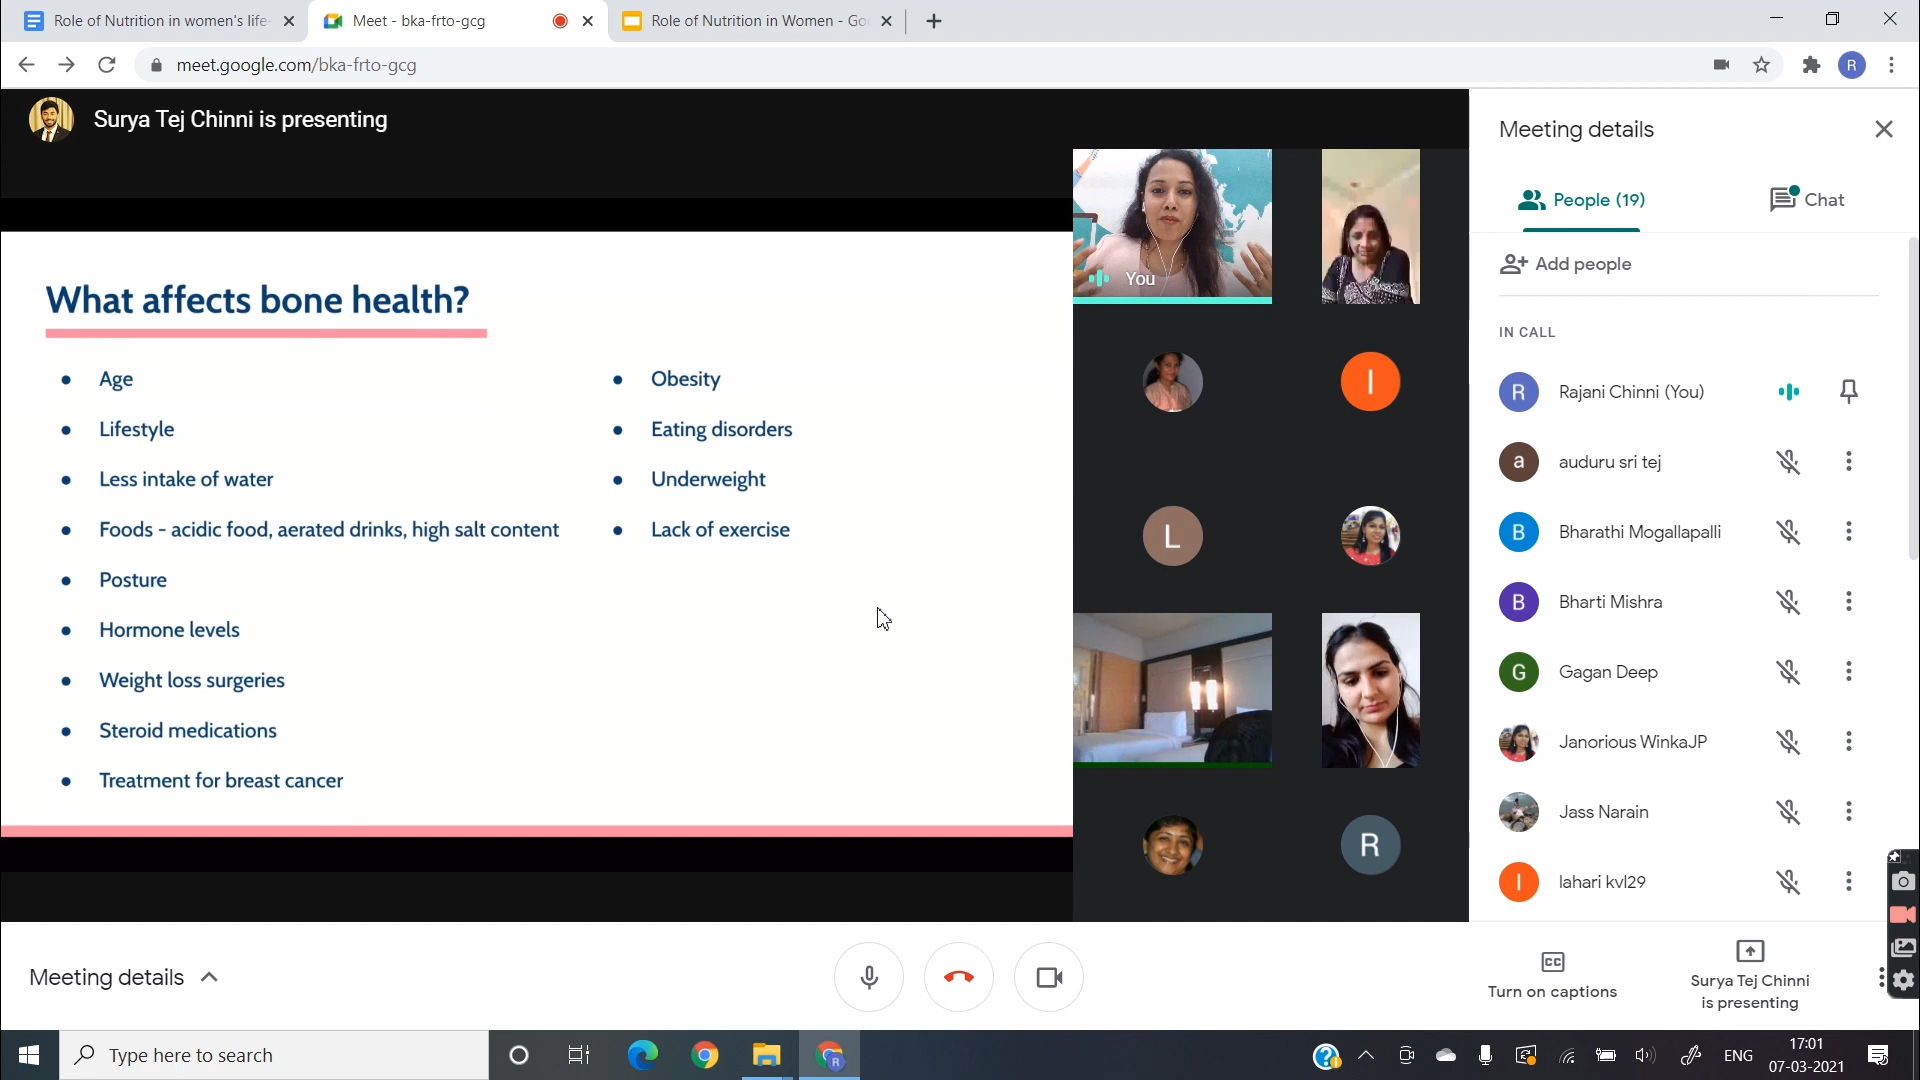 Role of Nutrition in women's life-
Meet - bka-frto-gcg
Role of Nutrition in Women - Goo
meet.google.com/bka-frto-gcg
R
Surya Tej Chinni is presenting
What affects bone health?
Age
Lifestyle
Less intake of water
Foods - acidic food, aerated drinks, high salt content
Posture
Hormone levels
Weight loss surgeries
Steroid medications
Treatment for breast cancer
Obesity
Eating disorders
Underweight
Lack of exercise
You
l
L
R
Meeting details
People (19)
Chat
Add people
IN CALL
R Rajani Chinni (You)
a auduru sri tej
B Bharathi Mogallapalli
B Bharti Mishra
G Gagan Deep
Janorious WinkaJP
Jass Narain
l lahari kvl29
Meeting details
CC
Turn on captions
Surya Tej Chinni
is presenting
Type here to search
R
ENG
17:01
07-03-2021